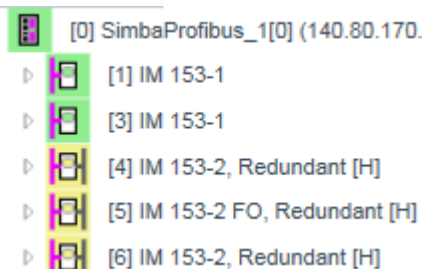 [0] SimbaProfibus_1[0] (140.80.170.
[1] IM 153-1
[3] IM 153-1
[4] IM 153-2, Redundant [H]
[5] IM 153-2 FO, Redundant [H]
[6] IM 153-2, Redundant [H]